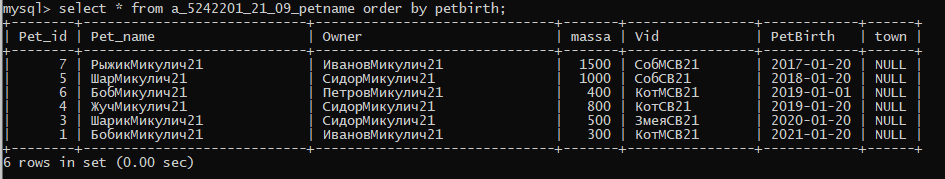 mysql> select * from a_5242201_21_09_petname order by petbirth;
+--------+----------------------------+------------------------------+-------+----------------+------------+------+
| Pet_id | Pet_name | Owner | massa | Vid | PetBirth | town |
+--------+----------------------------+------------------------------+-------+----------------+------------+------+
| 7 | РыжикМикулич21 | ИвановМикулич21 | 1500 | СобМСВ21 | 2017-01-20 | NULL |
| 5 | ШарМикулич21 | СидорМикулич21 | 1000 | СобСВ21 | 2018-01-20 | NULL |
| 6 | БобМикулич21 | ПетровМикулич21 | 400 | КотМСВ21 | 2019-01-01 | NULL |
| 4 | ЖучМикулич21 | СидорМикулич21 | 800 | КотСВ21 | 2019-01-20 | NULL |
| 3 | ШарикМикулич21 | СидорМикулич21 | 500 | ЗмеяСВ21 | 2020-01-20 | NULL |
| 1 | БобикМикулич21 | ИвановМикулич21 | 300 | КотМСВ21 | 2021-01-20 | NULL |
+--------+----------------------------+------------------------------+-------+----------------+------------+------+
6 rows in set (0.00 sec)